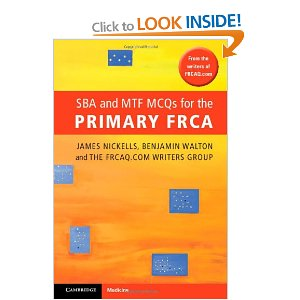 Click to LOOK INSIDE!
From the
writers of
FRCAQ.com
SBA and MTF MCQs for the
PRIMARY FRCA
JAMES NICKELLS, BENJAMIN WALTON
and THE FRCAQ.COM WRITERS GROUP
CAMBRIDGE
Medicine